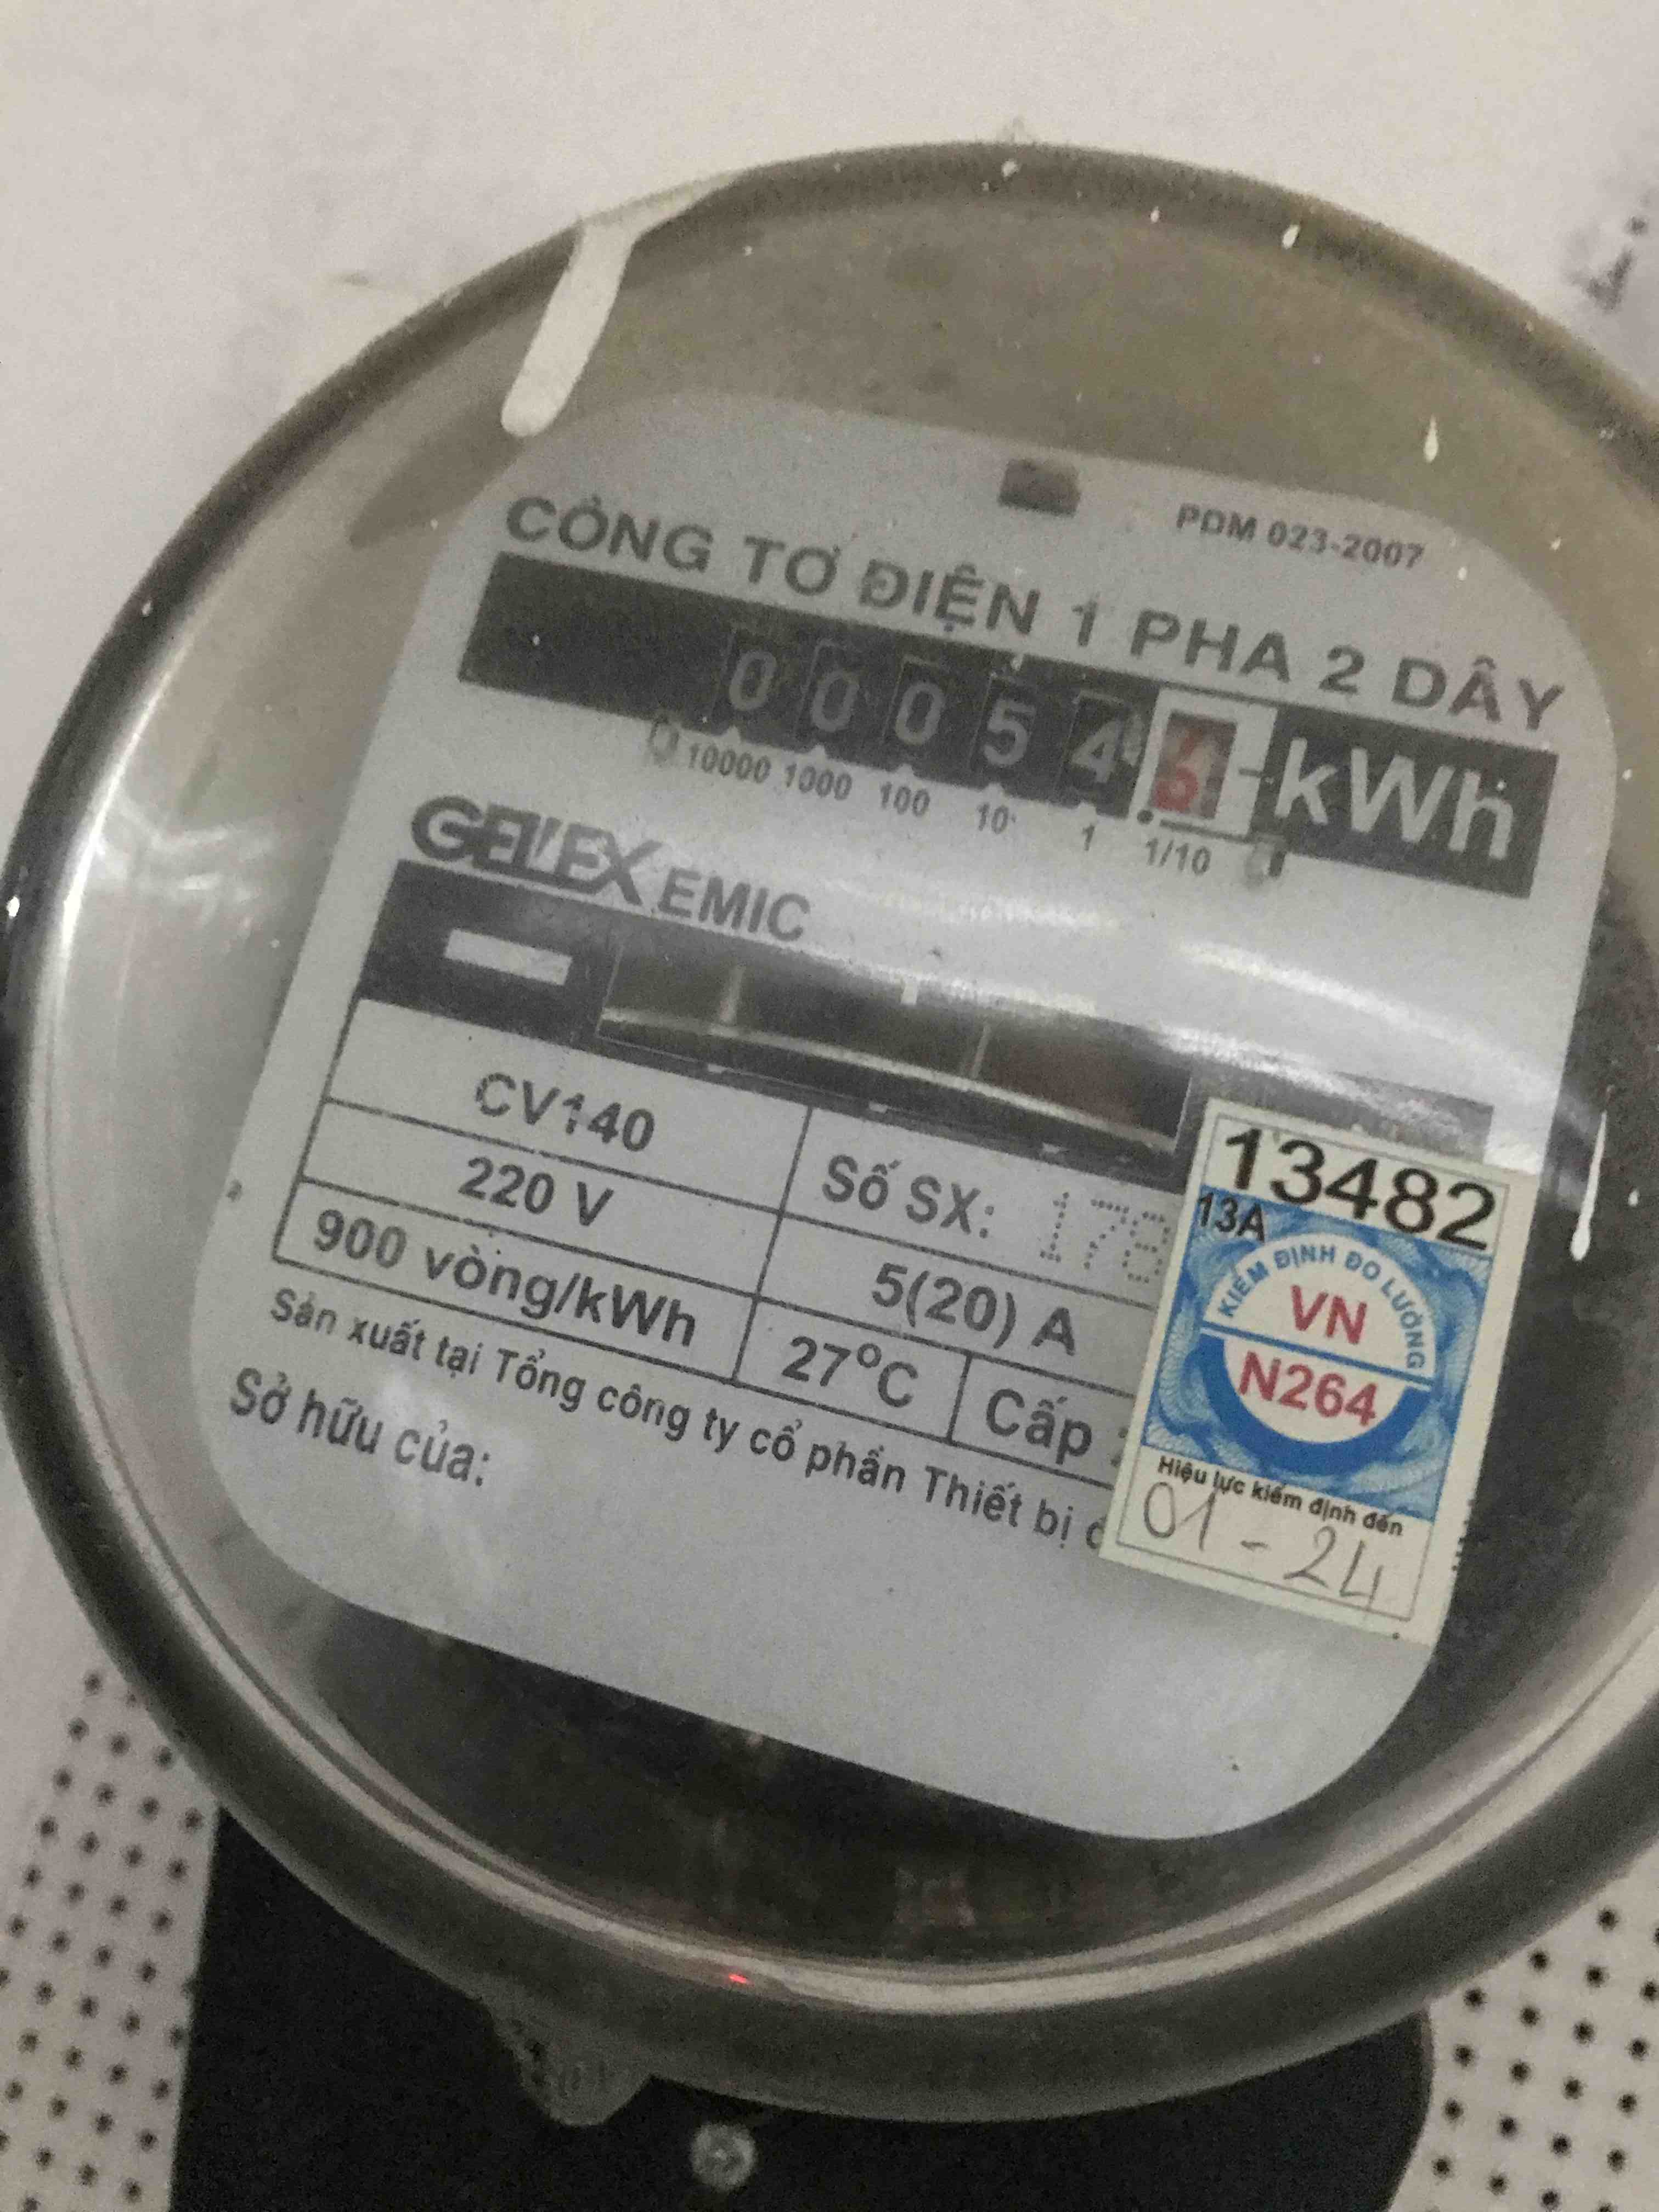 PDM 023-2007
CÔNG TƠ ĐIỆN 1 PHA 2 DÂY
0 0 0 5 4 kWh
10000 1000 100 10 1 1/10
GELEX EMIC
CV140
220 V
900 vòng/kWh
Số SX: 178
5(20) A
27°C
Cấp
Sản xuất tại Tổng công ty cổ phần Thiết bị
Sở hữu của:
13482
13A
KIỂM ĐỊNH ĐO LƯỜNG
VN
N264
Hiệu lực kiểm định đến
01-24